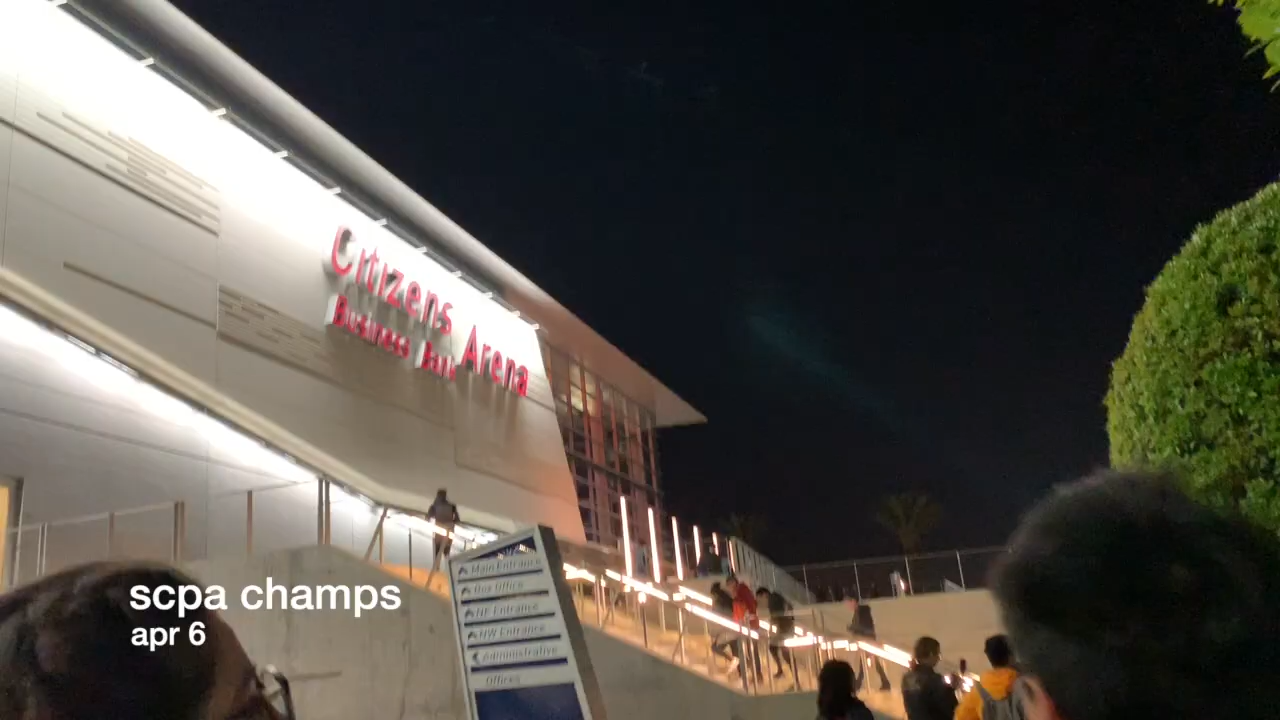 Citizens
Business Bank
Arena
Main Entrance
Box Office
NE Entrance
NW Entrance
Administrative
Offices
scpa champs
apr 6